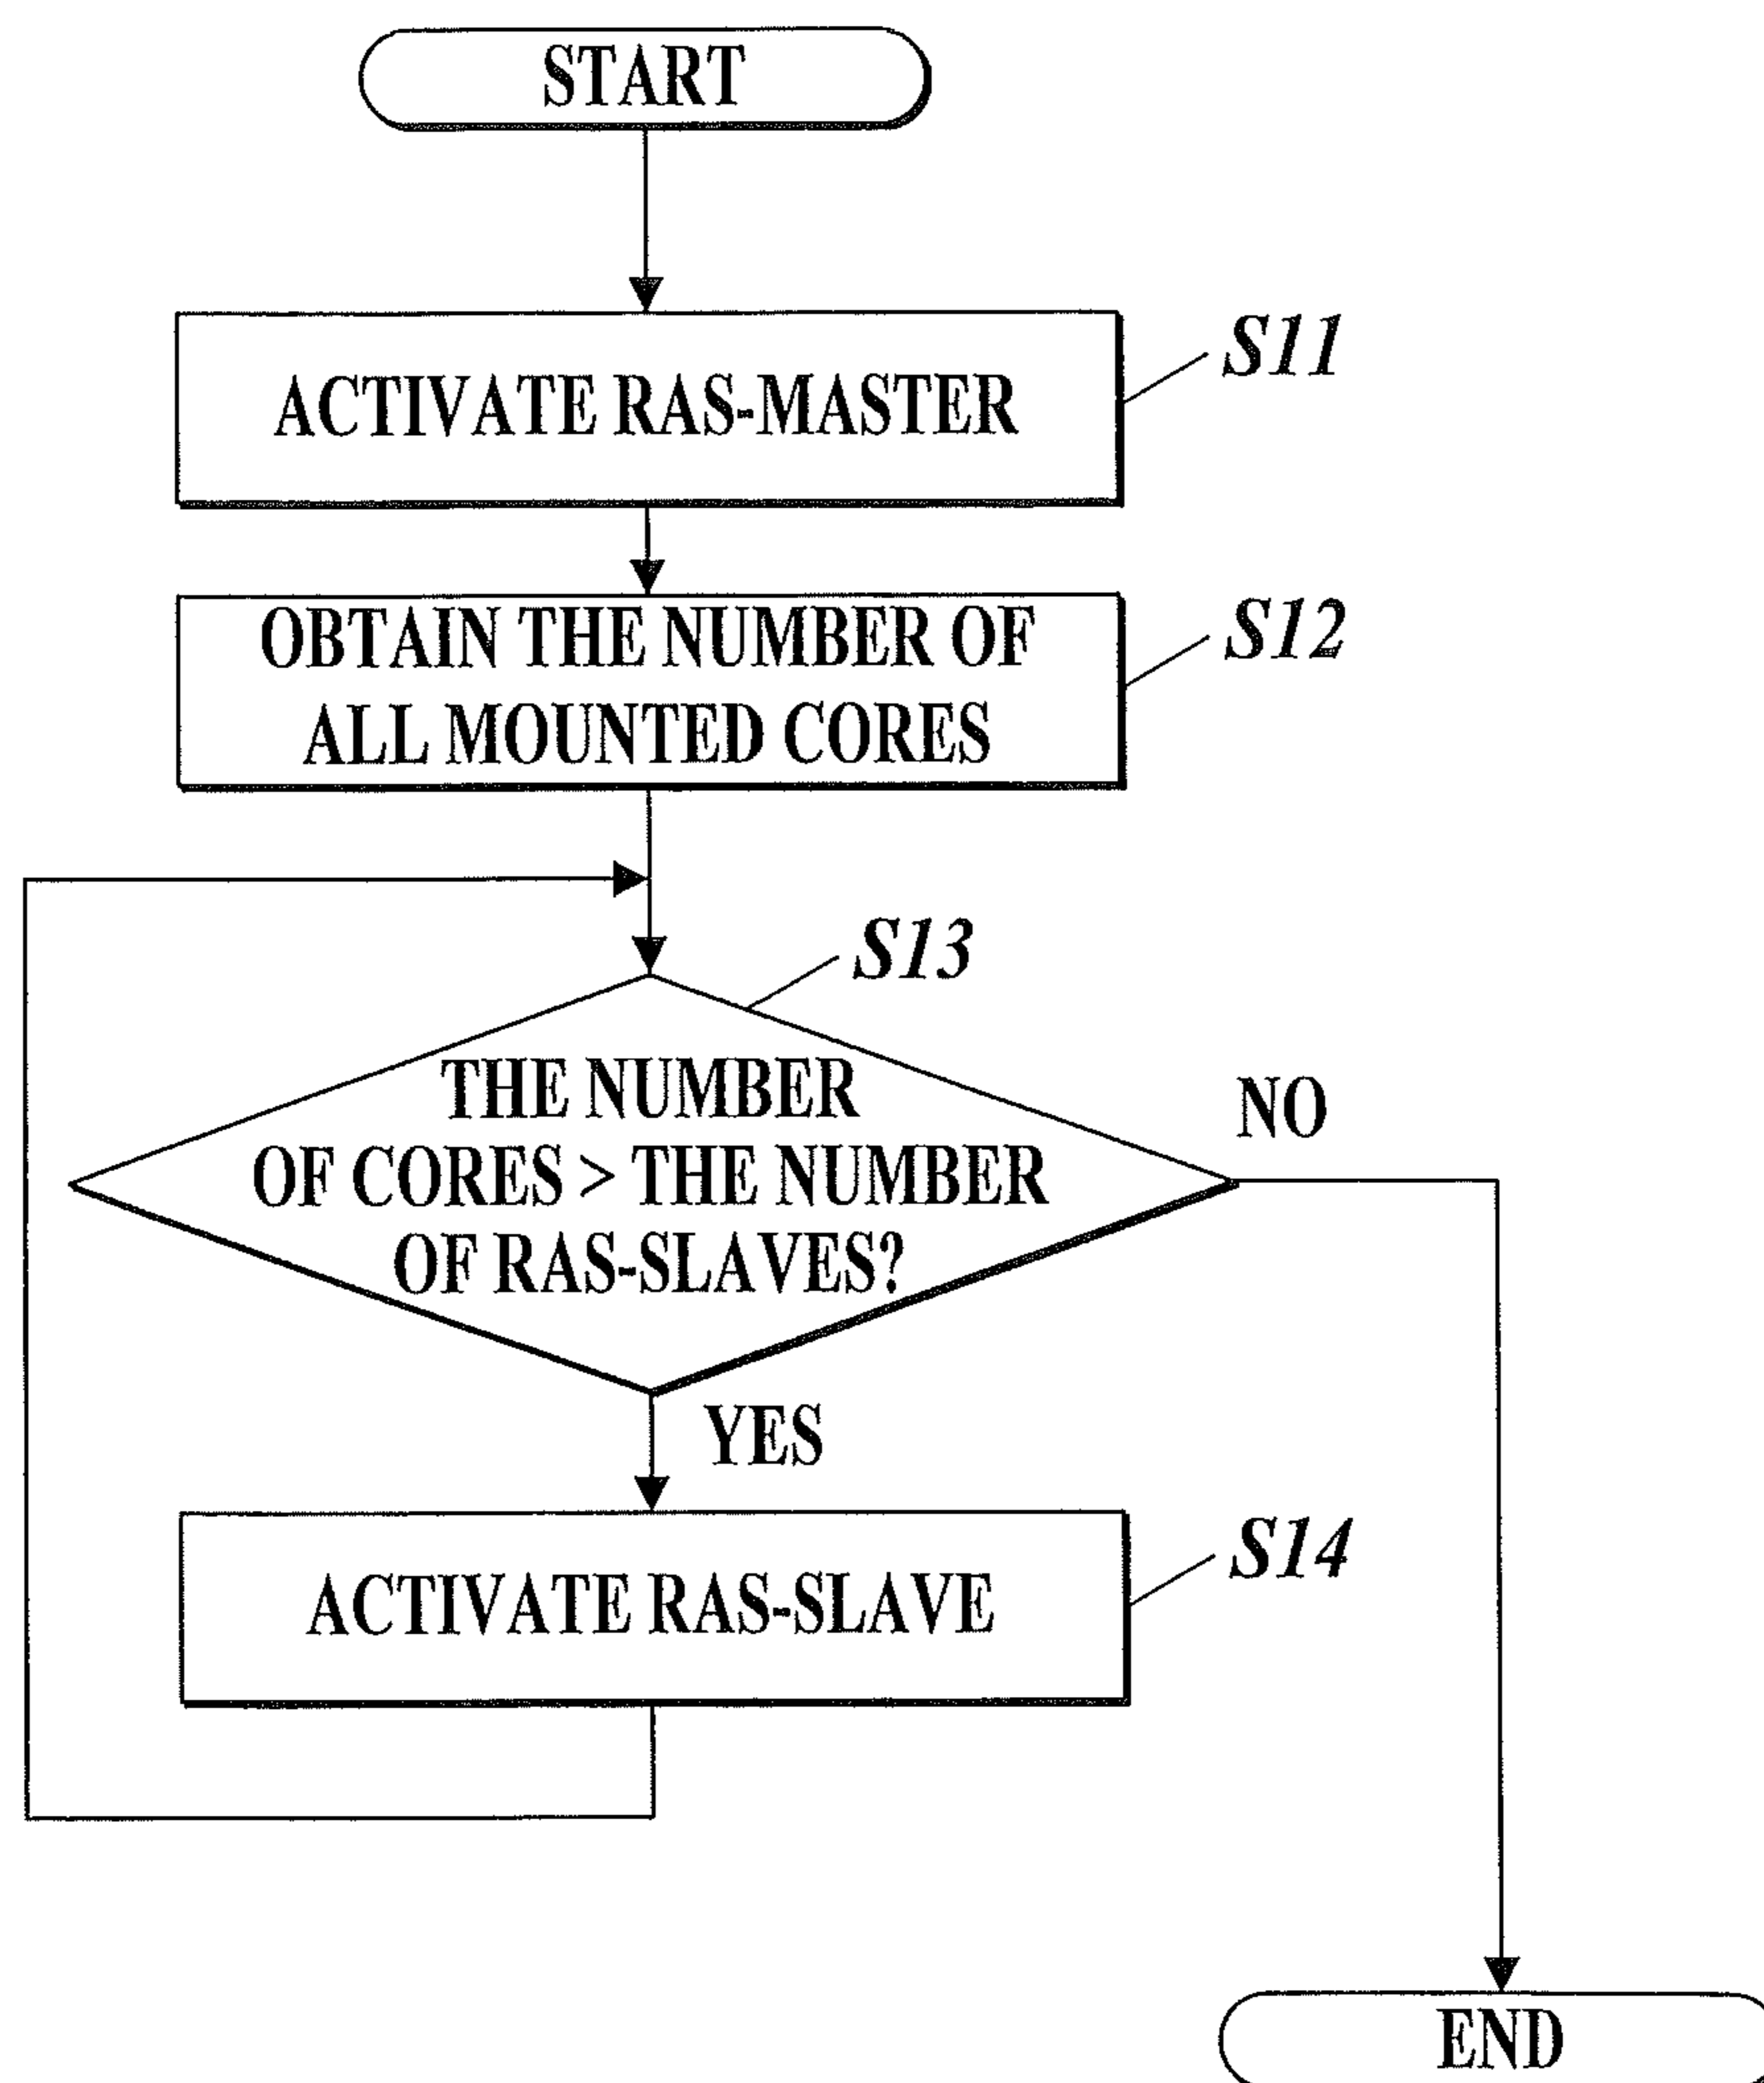 START
ACTIVATE RAS-MASTER
S11
OBTAIN THE NUMBER OF
ALL MOUNTED CORES
S12
S13
THE NUMBER
OF CORES > THE NUMBER
OF RAS-SLAVES?
NO
YES
ACTIVATE RAS-SLAVE
S14
END